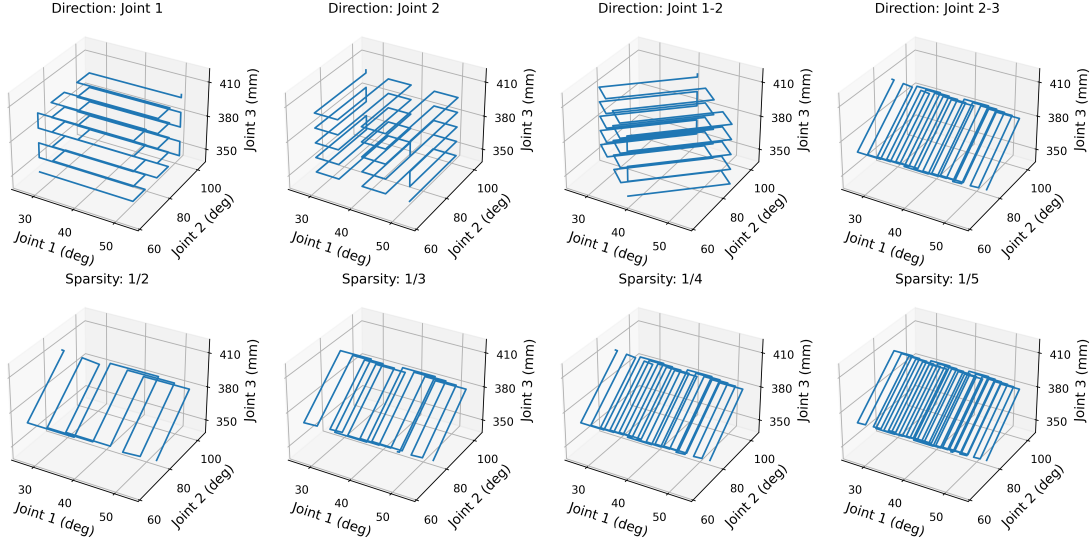 Direction: Joint 1
410
380
350
Joint 3 (mm)
30
40
50
Joint 1 (deg)
60
80
100
Joint 2 (deg)
Direction: Joint 2
410
380
350
Joint 3 (mm)
30
40
50
Joint 1 (deg)
60
80
100
Joint 2 (deg)
Direction: Joint 1-2
410
380
350
Joint 3 (mm)
30
40
50
Joint 1 (deg)
60
80
100
Joint 2 (deg)
Direction: Joint 2-3
410
380
350
Joint 3 (mm)
30
40
50
Joint 1 (deg)
60
80
100
Joint 2 (deg)
Sparsity: 1/2
410
380
350
Joint 3 (mm)
30
40
50
Joint 1 (deg)
60
80
100
Joint 2 (deg)
Sparsity: 1/3
410
380
350
Joint 3 (mm)
30
40
50
Joint 1 (deg)
60
80
100
Joint 2 (deg)
Sparsity: 1/4
410
380
350
Joint 3 (mm)
30
40
50
Joint 1 (deg)
60
80
100
Joint 2 (deg)
Sparsity: 1/5
410
380
350
Joint 3 (mm)
30
40
50
Joint 1 (deg)
60
80
100
Joint 2 (deg)